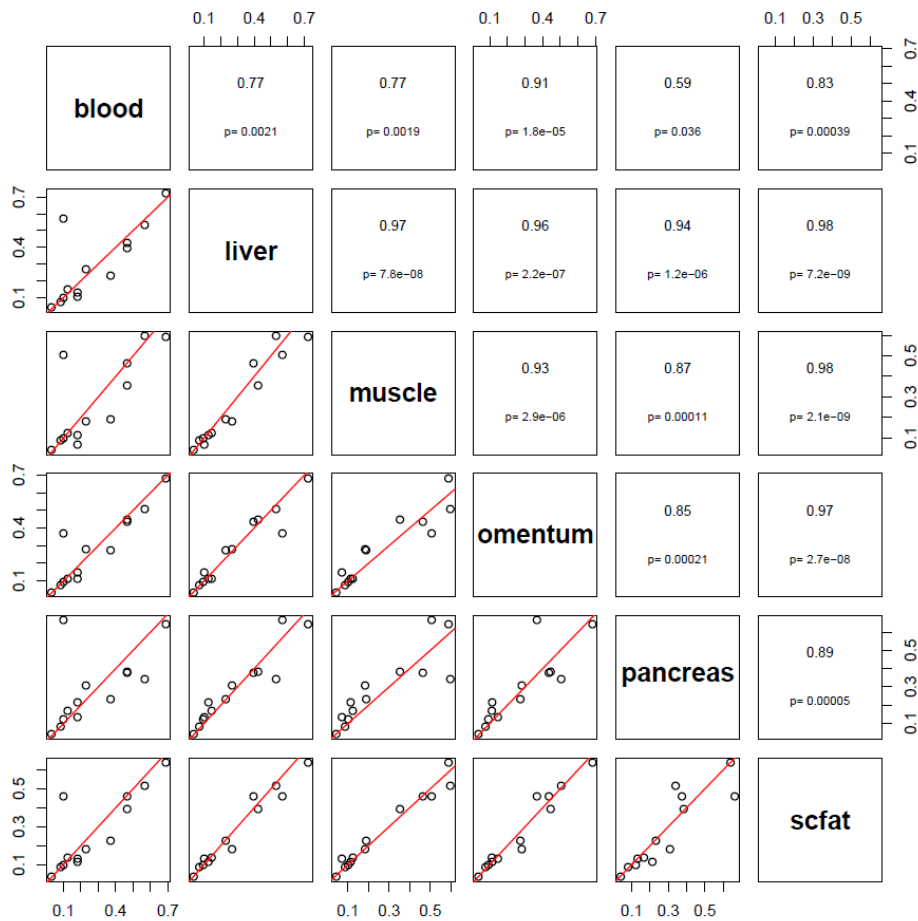 0.1 0.4 0.7 0.1 0.4 0.7 0.1 0.3 0.5
blood 0.77 0.77 0.91 0.59 0.83 0.7
p= 0.0021 p= 0.0019 p= 1.8e−05 p= 0.036 p= 0.00039 0.4
0.1
0.7
0.4 liver 0.97 0.96 0.94 0.98
0.1 p= 7.8e−08 p= 2.2e−07 p= 1.2e−06 p= 7.2e−09
muscle 0.93 0.87 0.98 0.5
p= 2.9e−06 p= 0.00011 p= 2.1e−09 0.3
0.1
0.7
0.4 omentum 0.85 0.97
0.1 p= 0.00021 p= 2.7e−08
pancreas 0.89 0.5
p= 0.00005 0.3
0.1
0.5
0.3 scfat
0.1
0.1 0.4 0.7 0.1 0.3 0.5 0.1 0.3 0.5